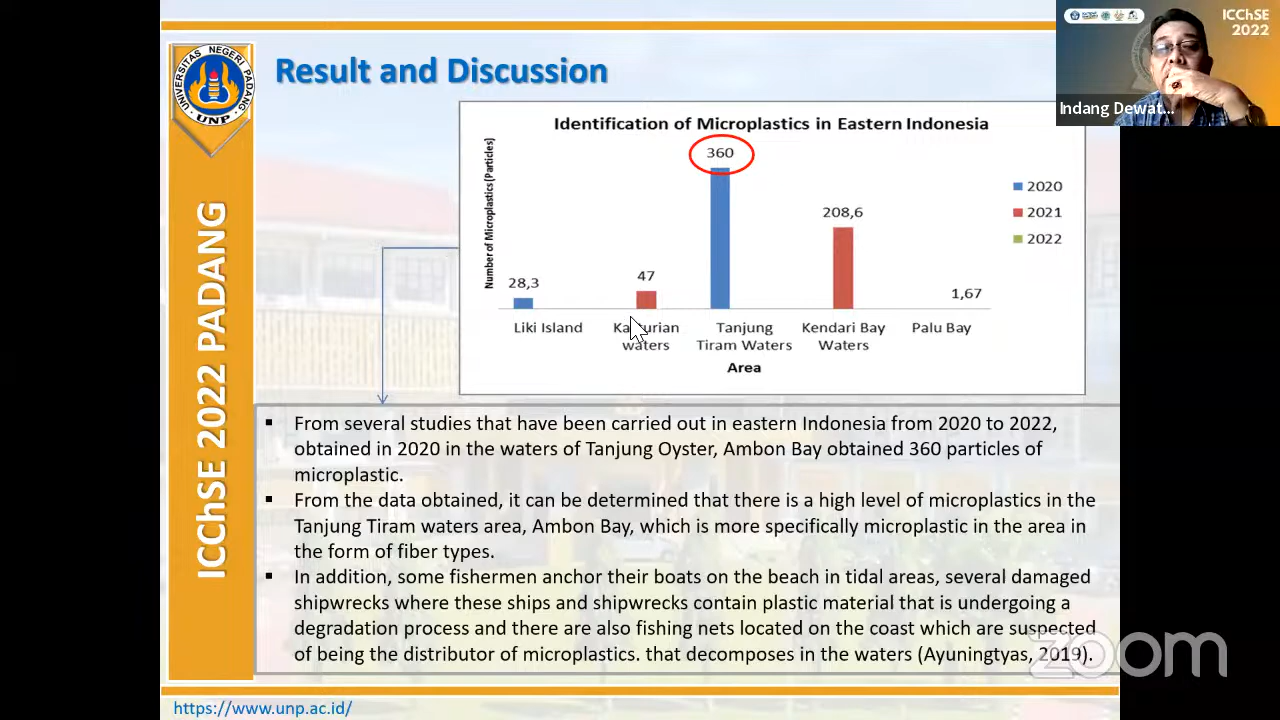 ICChSE
2022
Indang Dewat...
UNIVERSITAS NEGERI PADANG
UNP
ICChSE 2022 PADANG
Result and Discussion
Identification of Microplastics in Eastern Indonesia
Number of Microplastics (Particles)
360
208,6
28,3
47
1,67
2020
2021
2022
Liki Island
waters
Tanjung
Tiram Waters
Kendari Bay
Waters
Palu Bay
Area
▪ From several studies that have been carried out in eastern Indonesia from 2020 to 2022,
obtained in 2020 in the waters of Tanjung Oyster, Ambon Bay obtained 360 particles of
microplastic.
▪ From the data obtained, it can be determined that there is a high level of microplastics in the
Tanjung Tiram waters area, Ambon Bay, which is more specifically microplastic in the area in
the form of fiber types.
▪ In addition, some fishermen anchor their boats on the beach in tidal areas, several damaged
shipwrecks where these ships and shipwrecks contain plastic material that is undergoing a
degradation process and there are also fishing nets located on the coast which are suspected
of being the distributor of microplastics. that decomposes in the waters (Ayuningtyas, 2019).
zoom
https://www.unp.ac.id/